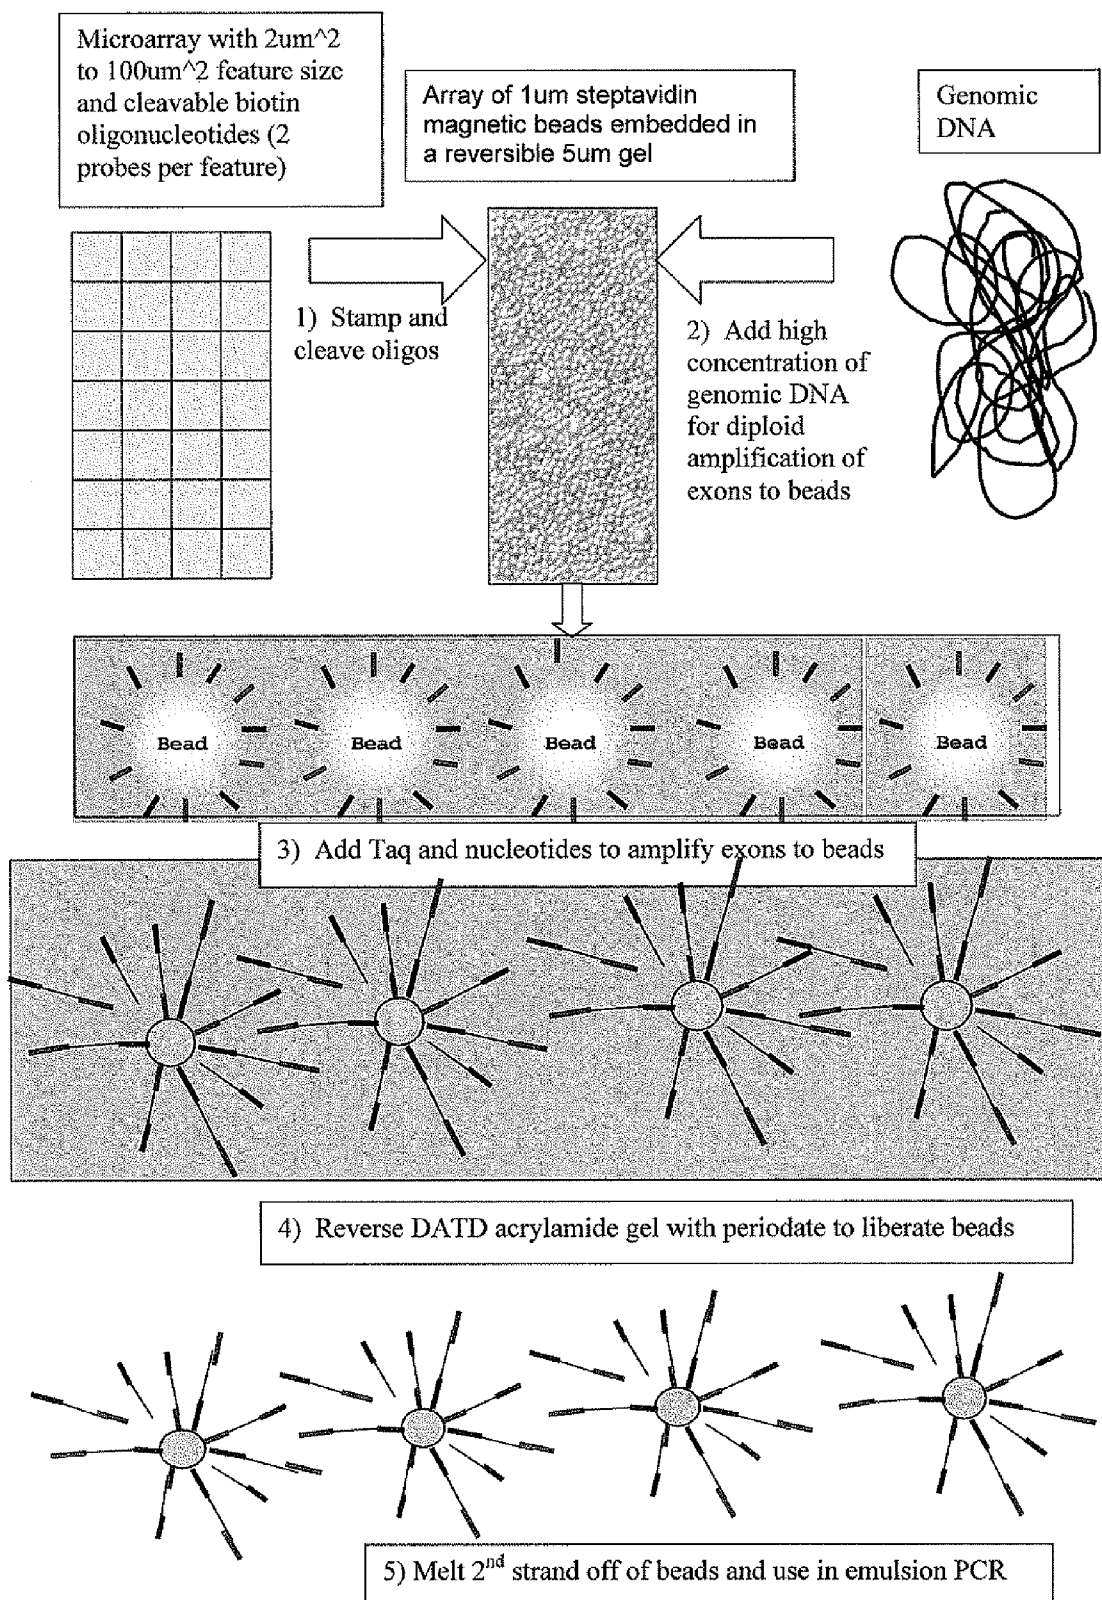 Microarray with 2um^2
to 100um^2 feature size
and cleavable biotin
oligonucleotides (2
probes per feature)
Array of 1um steptavidin
magnetic beads embedded in
a reversible 5um gel
Genomic
DNA
1) Stamp and
cleave oligos
2) Add high
concentration of
genomic DNA
for diploid
amplification of
exons to beads
Bead Bead Bead Bead Bead
3) Add Taq and nucleotides to amplify exons to beads
4) Reverse DATD acrylamide gel with periodate to liberate beads
5) Melt 2nd strand off of beads and use in emulsion PCR